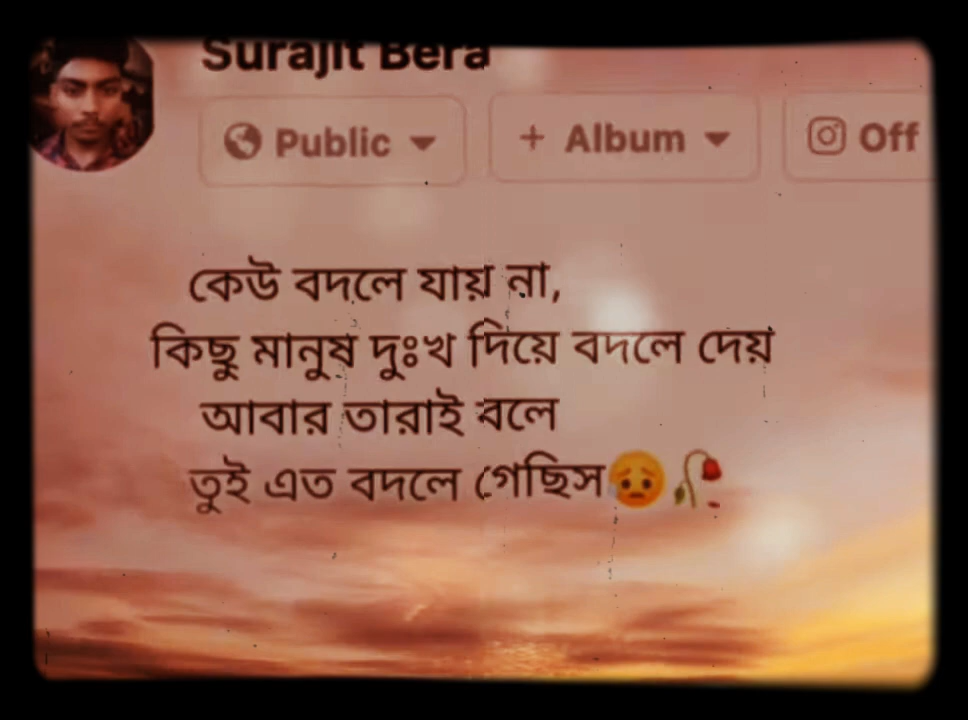 Surajit Bera
Public + Album Off
কেউ বদলে যায় না,
কিছু মানুষ দুঃখ দিয়ে বদলে দেয়
আবার তারাই বলে
তুই এত বদলে গেছিস😥🥀